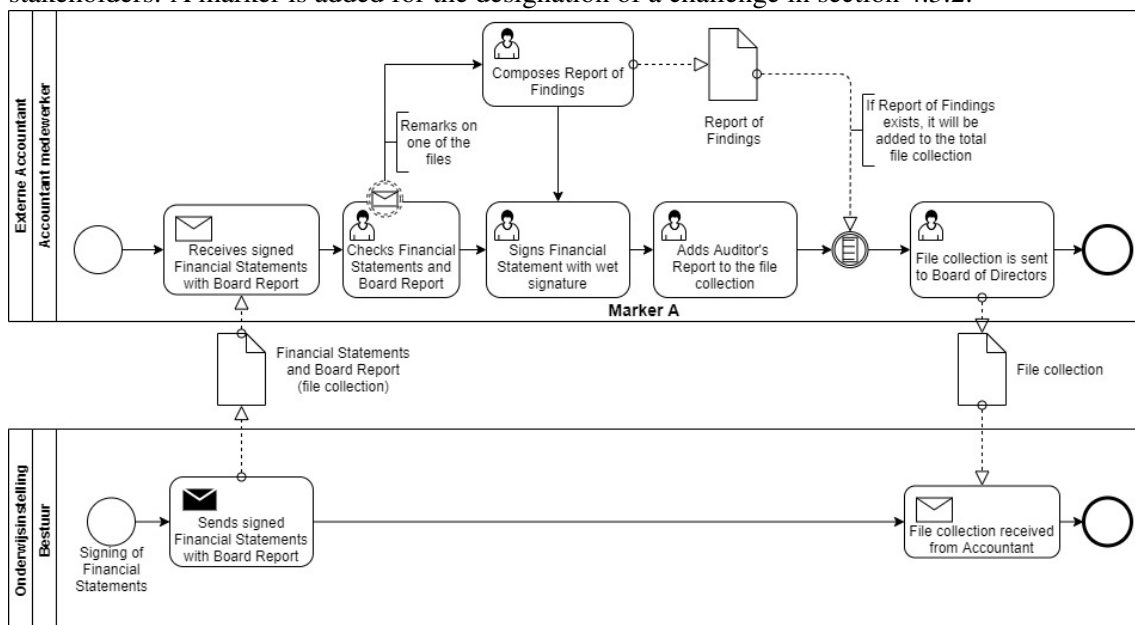 stakeholders. A marker is added for the designation of a challenge in section 4.3.2.
Externe Accountant
Accountant medewerker
Composes Report of
Findings
Report of
Findings
If Report of Findings
exists, it will be
added to the total
file collection
Remarks on
one of the
files
Receives signed
Financial Statements
with Board Report
Checks Financial
Statements and
Board Report
Signs Financial
Statement with wet
signature
Adds Auditor's
Report to the file
collection
File collection is sent
to Board of Directors
Marker A
Financial Statements
and Board Report
(file collection)
File collection
Onderwijsinstelling
Bestuur
Signing of
Financial
Statements
Sends signed
Financial Statements
with Board Report
File collection received
from Accountant